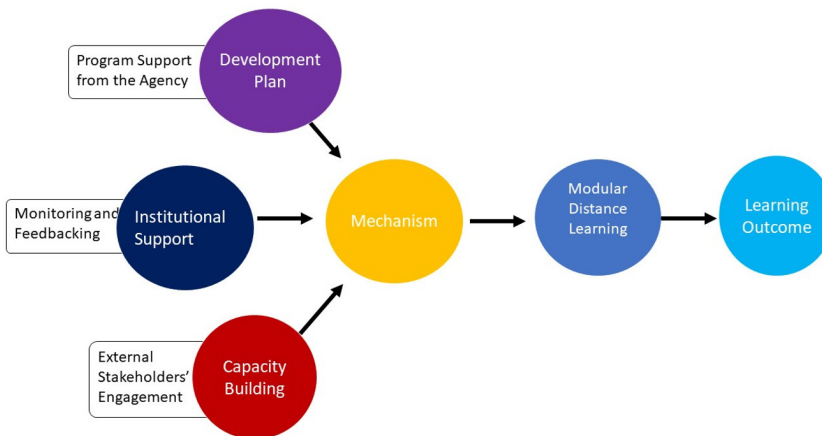 Program Support
from the Agency
Development
Plan
Monitoring and
Feedbacking
Institutional
Support
Mechanism
Modular
Distance
Learning
Learning
Outcome
External
Stakeholders’
Engagement
Capacity
Building